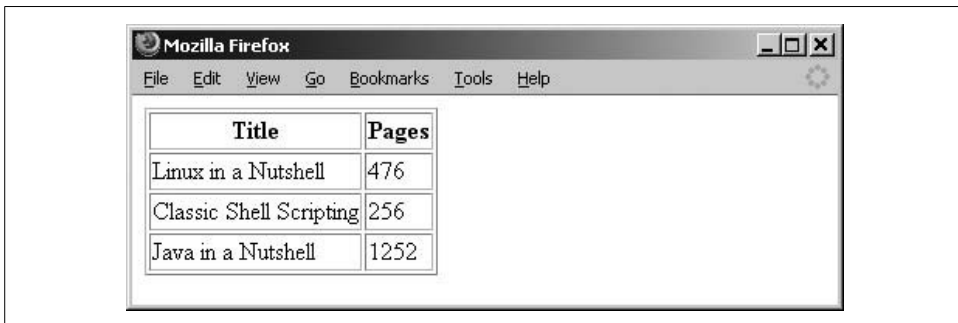 Mozilla Firefox
File Edit View Go Bookmarks Tools Help
Title Pages
Linux in a Nutshell 476
Classic Shell Scripting 256
Java in a Nutshell 1252